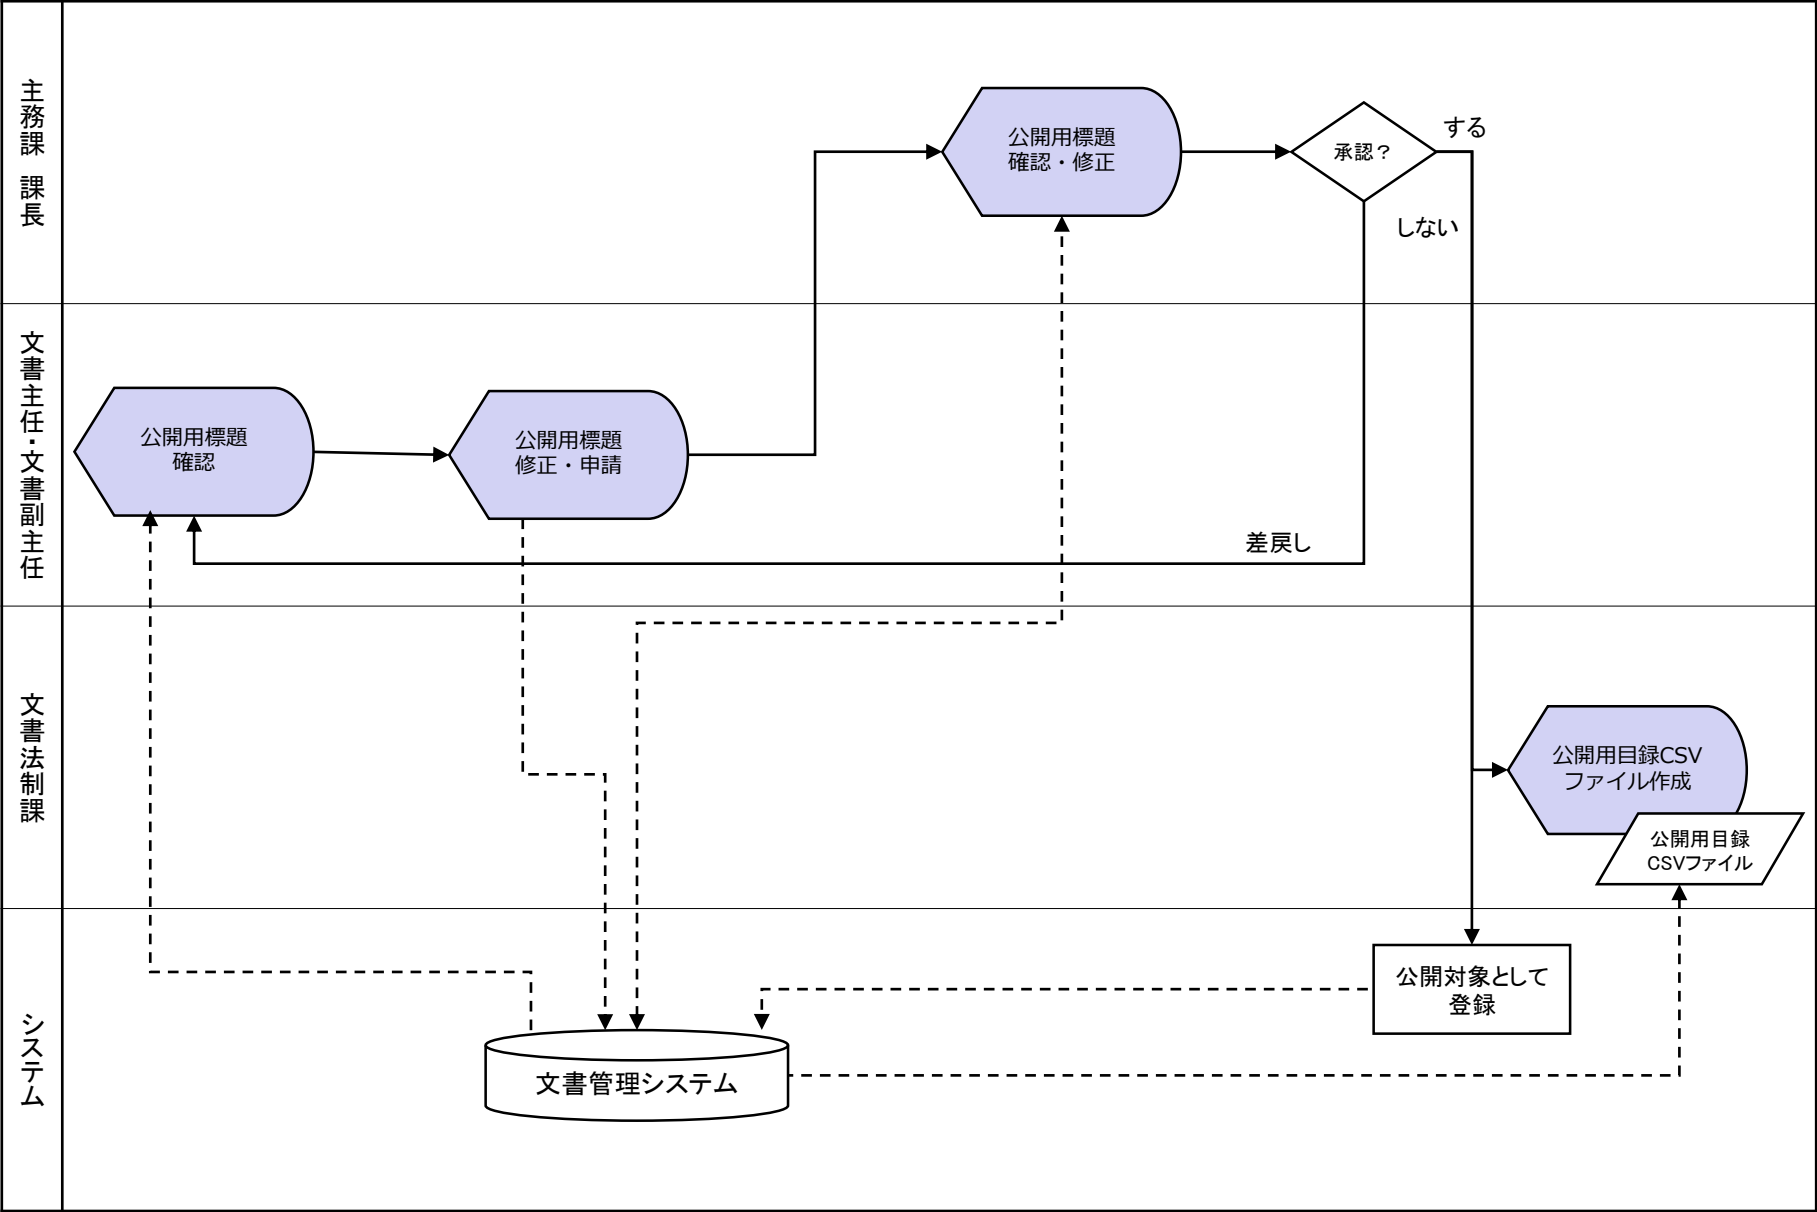 主務課 課長
公開用標題
確認・修正
承認？
する
しない
文書主任・文書副主任
公開用標題
確認
公開用標題
修正・申請
差戻し
文書法制課
公開用目録CSV
ファイル作成
公開用目録
CSVファイル
システム
公開対象として
登録
文書管理システム